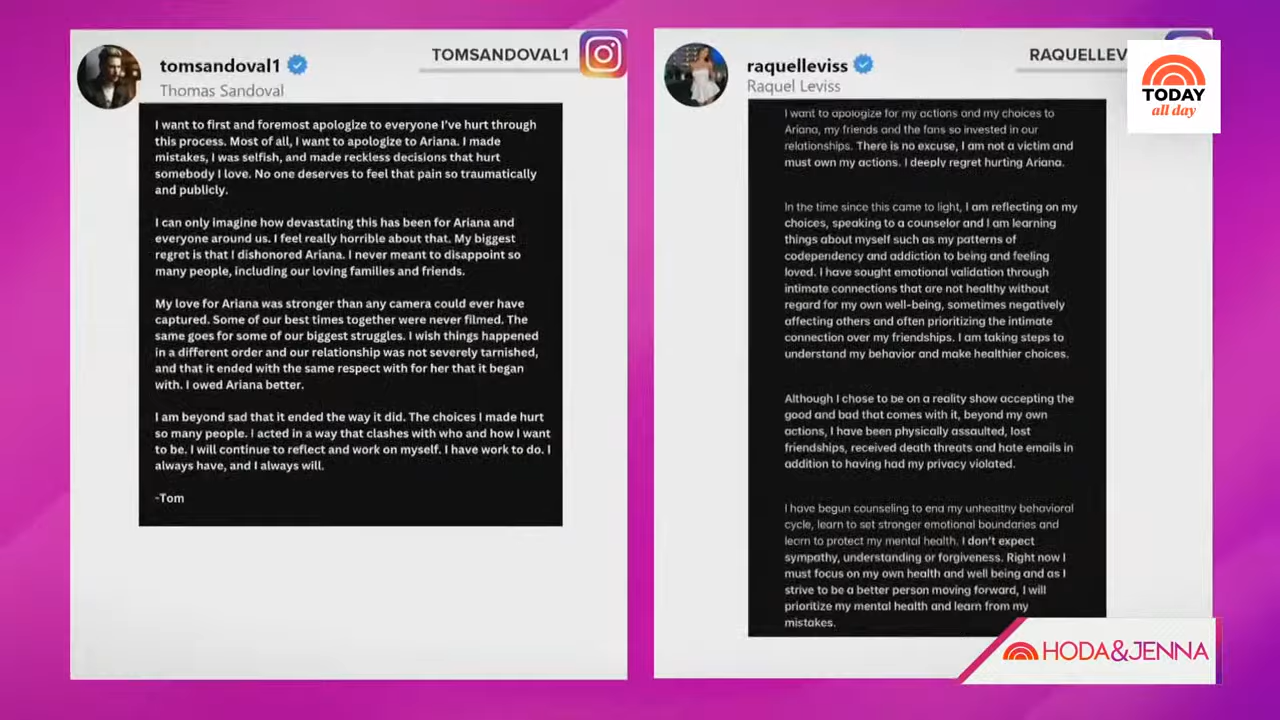 TOMSANDOVAL1
tomsandoval1
Thomas Sandoval
I want to first and foremost apologize to everyone I've hurt through
this process. Most of all, I want to apologize to Ariana. I made
mistakes, I was selfish, and made reckless decisions that hurt
somebody I love. No one deserves to feel that pain so traumatically
and publicly.
I can only imagine how devastating this has been for Ariana and
everyone around us. I feel really horrible about that. My biggest
regret is that I dishonored Ariana. I never meant to disappoint so
many people, including our loving families and friends.
My love for Ariana was stronger than any camera could ever have
captured. Some of our best times together were never filmed. The
same goes for some of our biggest struggles. I wish things happened
in a different order and our relationship was not severely tarnished,
and that it ended with the same respect with for her that it began
with. I owed Ariana better.
I am beyond sad that it ended the way it did. The choices I made hurt
so many people. I acted in a way that clashes with who and how I want
to be. I will continue to reflect and work on myself. I have work to do. I
always have, and I always will.
-Tom
RAQUELLEV
raquelleviss
Raquel Leviss
I want to apologize for my actions and my choices to
Ariana, my friends and the fans so invested in our
relationships. There is no excuse, I am not a victim and
must own my actions. I deeply regret hurting Ariana.
In the time since this came to light, I am reflecting on my
choices, speaking to a counselor and I am learning
things about myself such as my patterns of
codependency and addiction to being and feeling
loved. I have sought emotional validation through
intimate connections that are not healthy without
regard for my own well-being, sometimes negatively
affecting others and often prioritizing the intimate
connection over my friendships. I am taking steps to
understand my behavior and make healthier choices.
Although I chose to be on a reality show accepting the
good and bad that comes with it, beyond my own
actions, I have been physically assaulted, lost
friendships, received death threats and hate emails in
addition to having had my privacy violated.
I have begun counseling to end my unhealthy behavioral
cycle, learn to set stronger emotional boundaries and
learn to protect my mental health. I don't expect
sympathy, understanding or forgiveness. Right now I
must focus on my own health and well being and as I
strive to be a better person moving forward, I will
prioritize my mental health and learn from my
mistakes.
TODAY
all day
HODA&JENNA